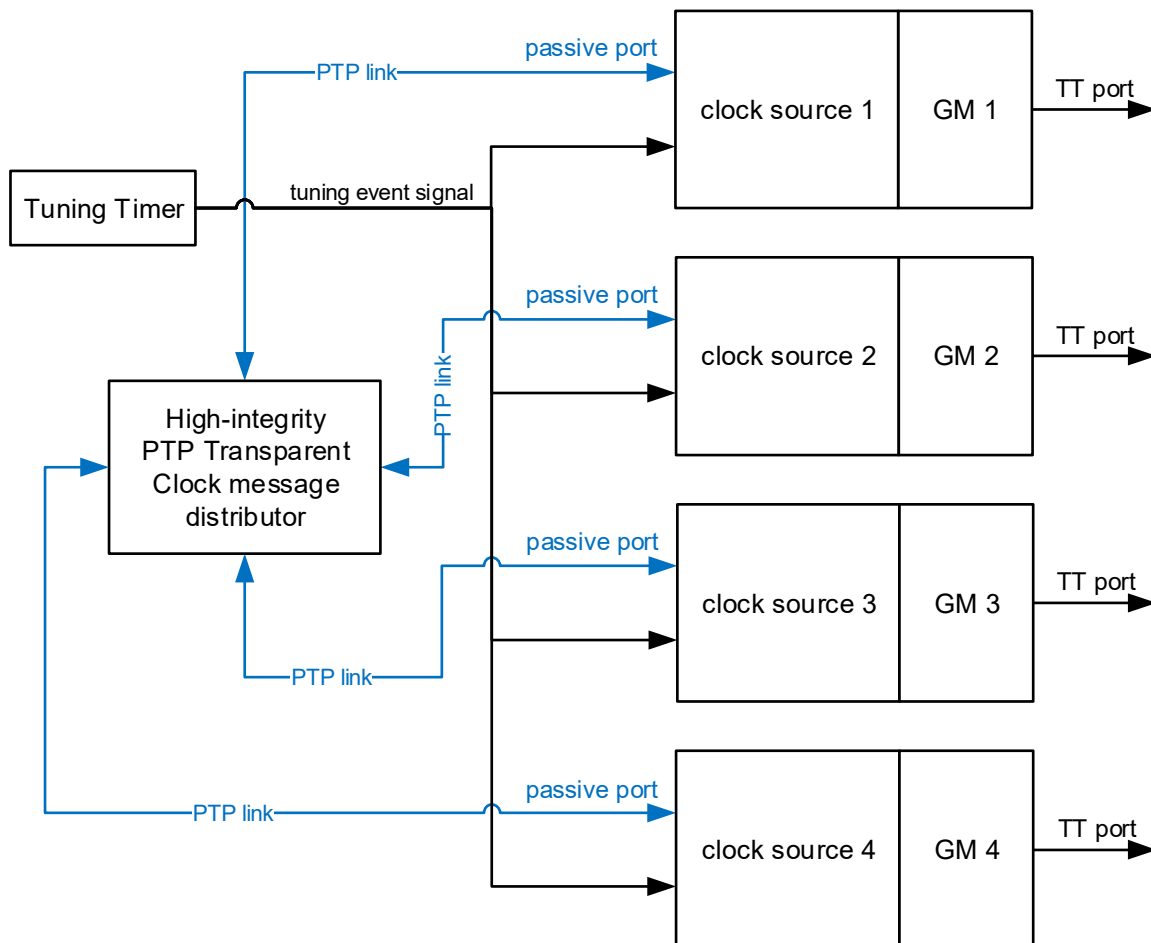 passive port
PTP link
clock source 1
GM 1
TT port
Tuning Timer
tuning event signal
passive port
PTP link
clock source 2
GM 2
TT port
High-integrity
PTP Transparent
Clock message
distributor
passive port
PTP link
clock source 3
GM 3
TT port
passive port
PTP link
clock source 4
GM 4
TT port